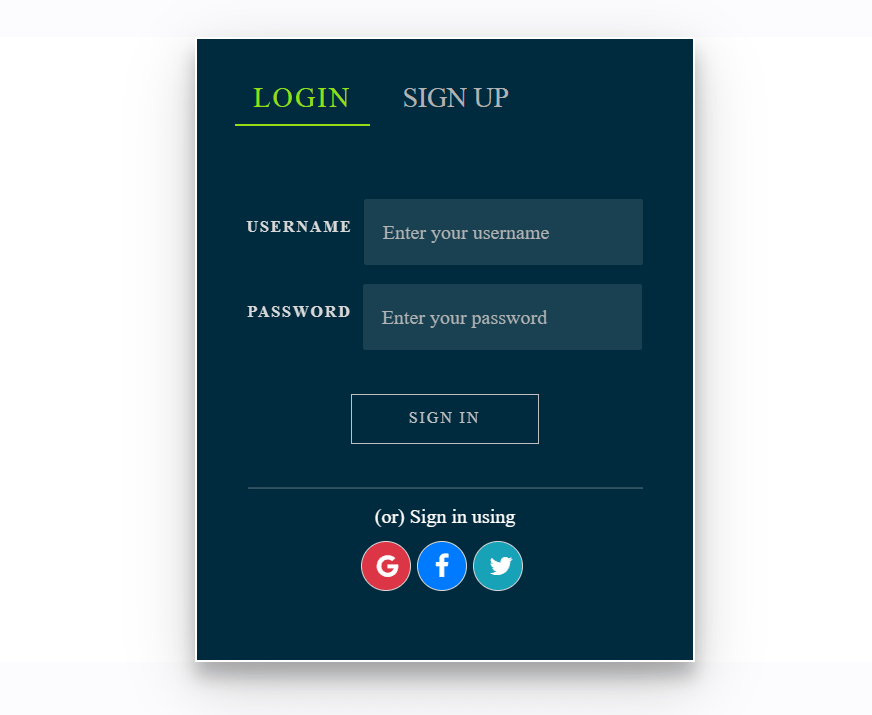 LOGIN SIGN UP
USERNAME Enter your username
PASSWORD Enter your password
SIGN IN
(or) Sign in using
G f